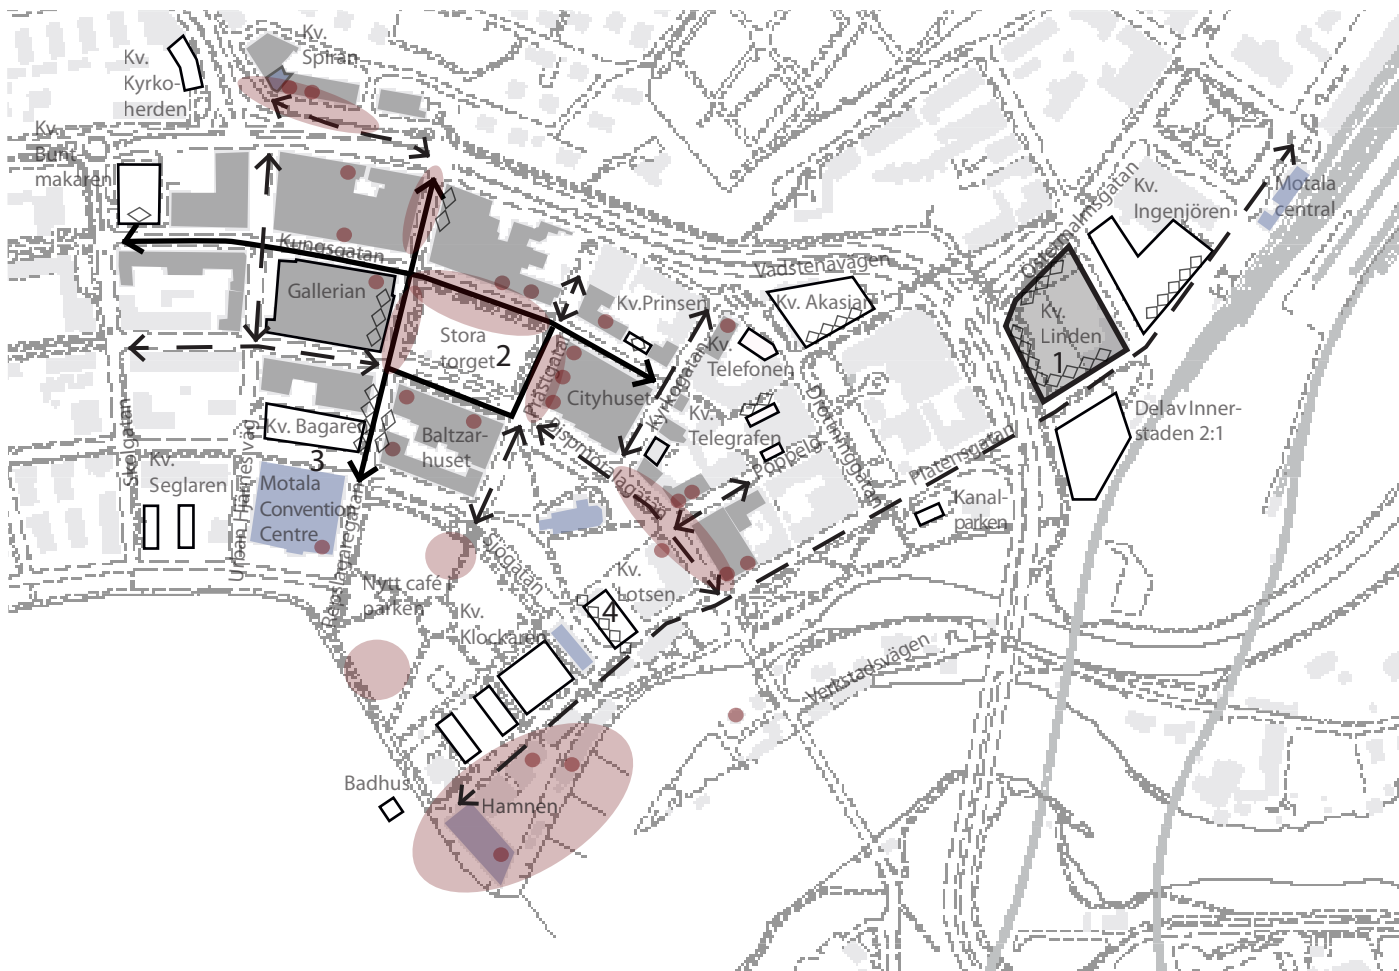 Kv.
Spiran
Kv.
Kyrko-
herden
Kv.
Bunt-
makaren
Kungsgatan
Gallerian
Stora
torget
2
Kv.Prinsen
Vadstenavägen
Kv. Akasian
Östermalmsgatan
Kv.
Ingenjören
Motala
central
Kv.
Linden
1
Kv.
Telefonen
Prästgatan
Cityhuset
Kyrkogatan
Kv.
Telegrafen
Drottninggatan
Kv. Bagaren
3
Baltzar-
huset
Biskopsmotalagatan
Poppelg
Platensgatan
Del av Inner-
staden 2:1
Skolgatan
Kv.
Seglaren
Urban Hjärnes väg
Motala
Convention
Centre
Repslagaregatan
Kanal-
parken
Sjögatan
Nytt café
parken
Kv.
Klockaren
Kv.
Lotsen
4
Verkstadsvägen
Badhus
Hamnen